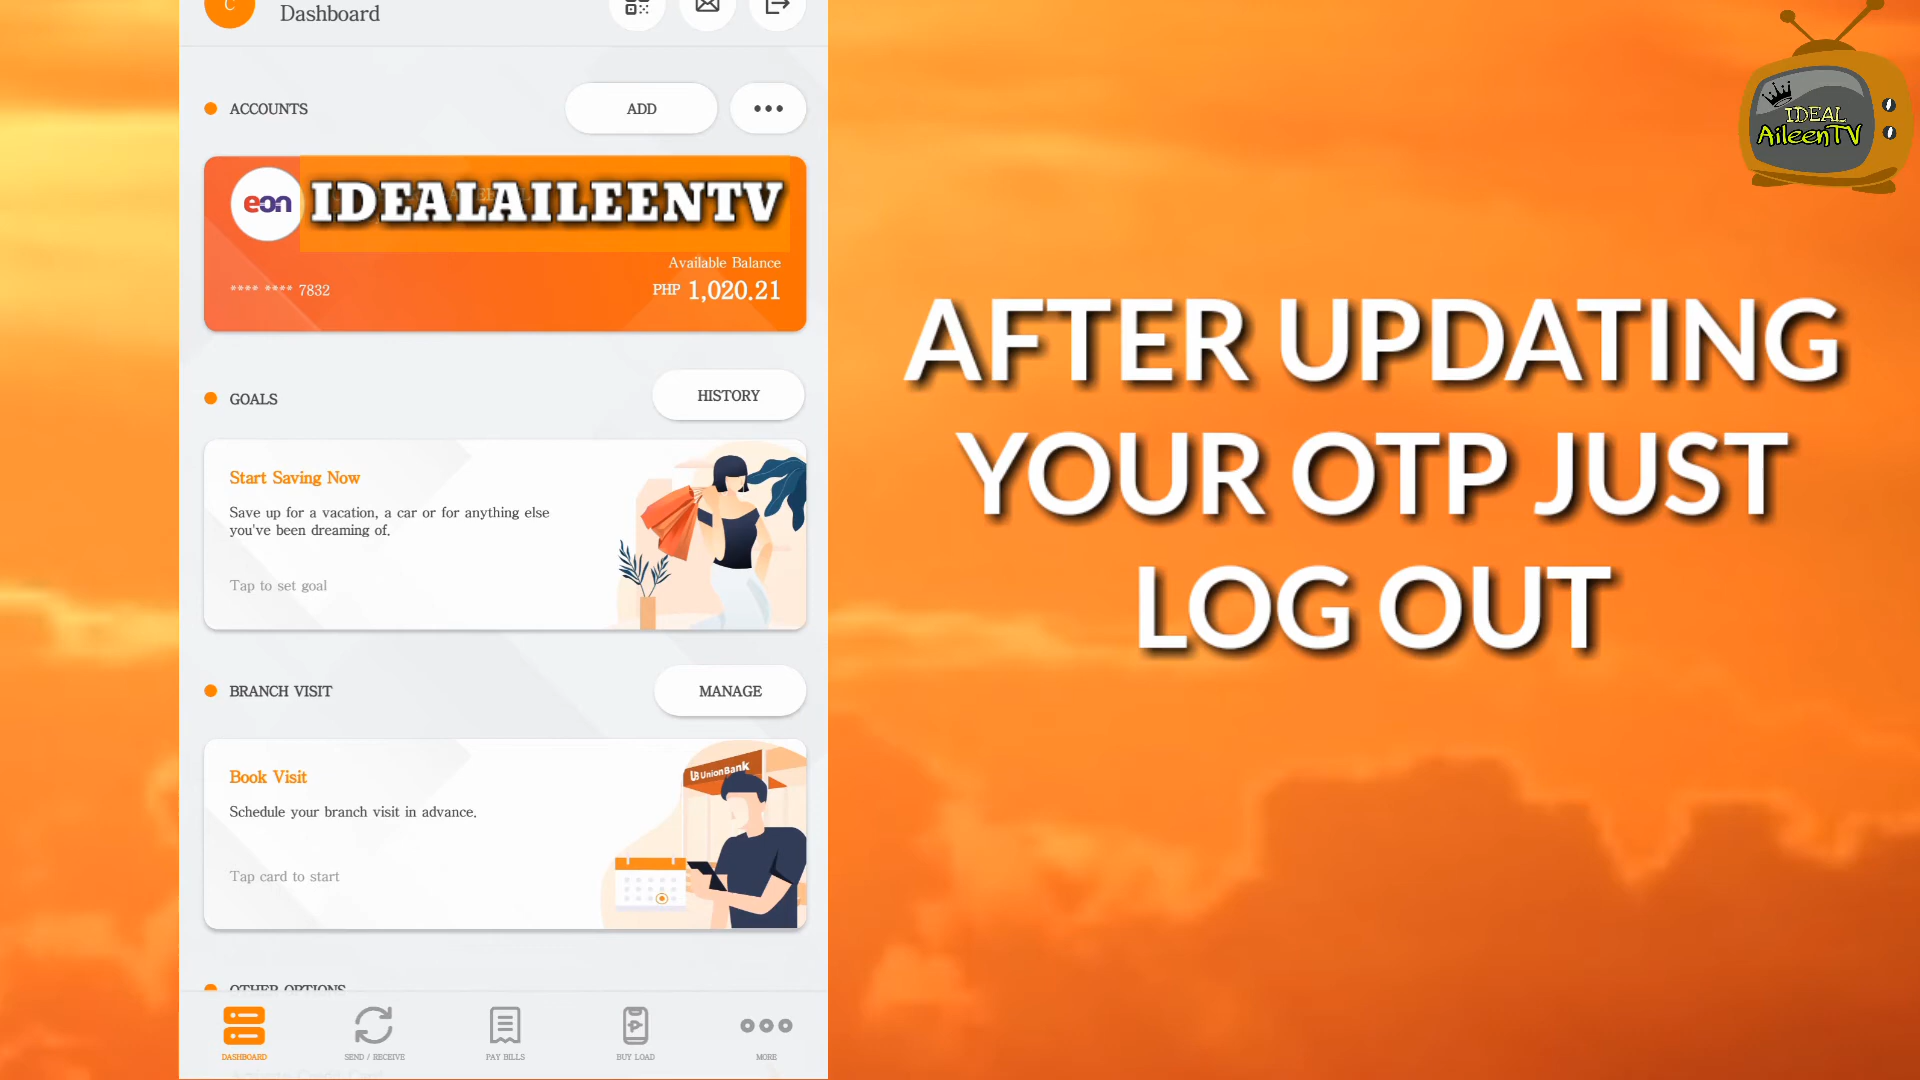 C
Dashboard
ACCOUNTS
ADD
eon
IDEALAILEENTV
Available Balance
**** **** 7832
PHP 1,020.21
GOALS
HISTORY
Start Saving Now
Save up for a vacation, a car or for anything else
you've been dreaming of.
Tap to set goal
BRANCH VISIT
MANAGE
Book Visit
UnionBank
Schedule your branch visit in advance.
Tap card to start
OTHER OPTIONS
DASHBOARD
SEND / RECEIVE
PAY BILLS
BUY LOAD
MORE
AFTER UPDATING
YOUR OTP JUST
LOG OUT
IDEAL
AileenTV